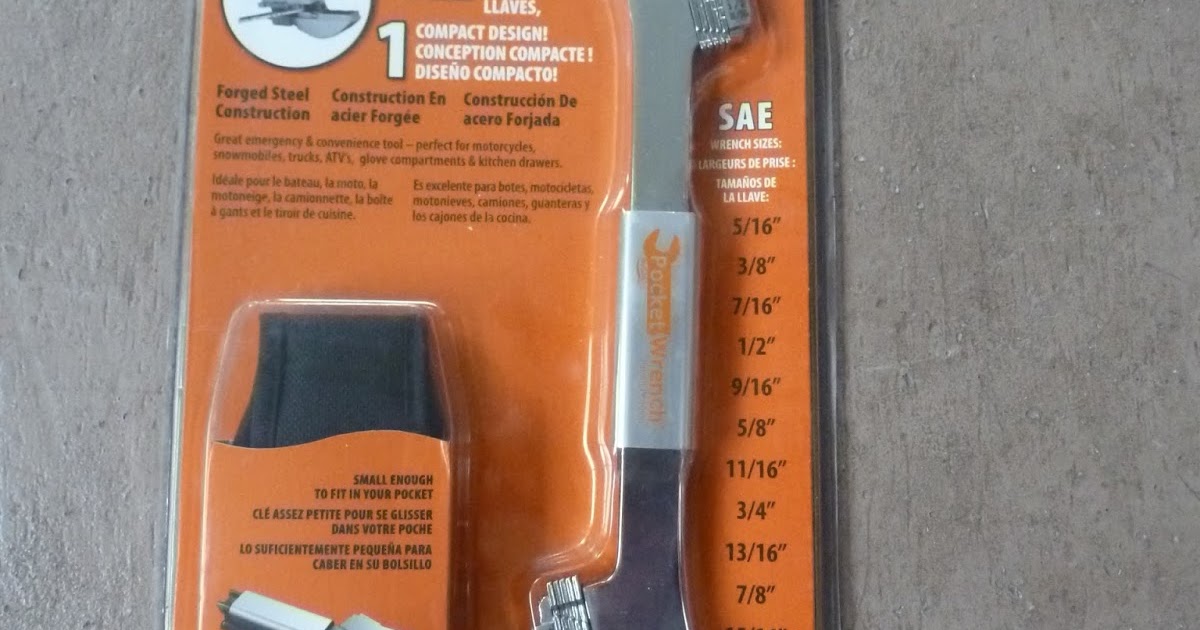 LLAVES,
1
COMPACT DESIGN!
CONCEPTION COMPACTE !
DISEÑO COMPACTO!
Forged Steel
Construction
Construction En
acier Forgée
Construcción De
acero Forjada
Great emergency & convenience tool – perfect for motorcycles,
snowmobiles, trucks, ATV's, glove compartments & kitchen drawers.
Idéale pour le bateau, la moto, la
motoneige, la camionnette, la boîte
à gants et le tiroir de cuisine.
Es excelente para botes, motocicletas,
motonieves, camiones, guanteras y
los cajones de la cocina.
SMALL ENOUGH
TO FIT IN YOUR POCKET
CLÉ ASSEZ PETITE POUR SE GLISSER
DANS VOTRE POCHE
LO SUFICIENTEMENTE PEQUEÑA PARA
CABER EN SU BOLSILLO
Pocket Wrench
SAE
WRENCH SIZES:
LARGEURS DE PRISE :
TAMAÑOS DE
LA LLAVE:
5/16”
3/8”
7/16”
1/2”
9/16”
5/8”
11/16”
3/4”
13/16”
7/8”